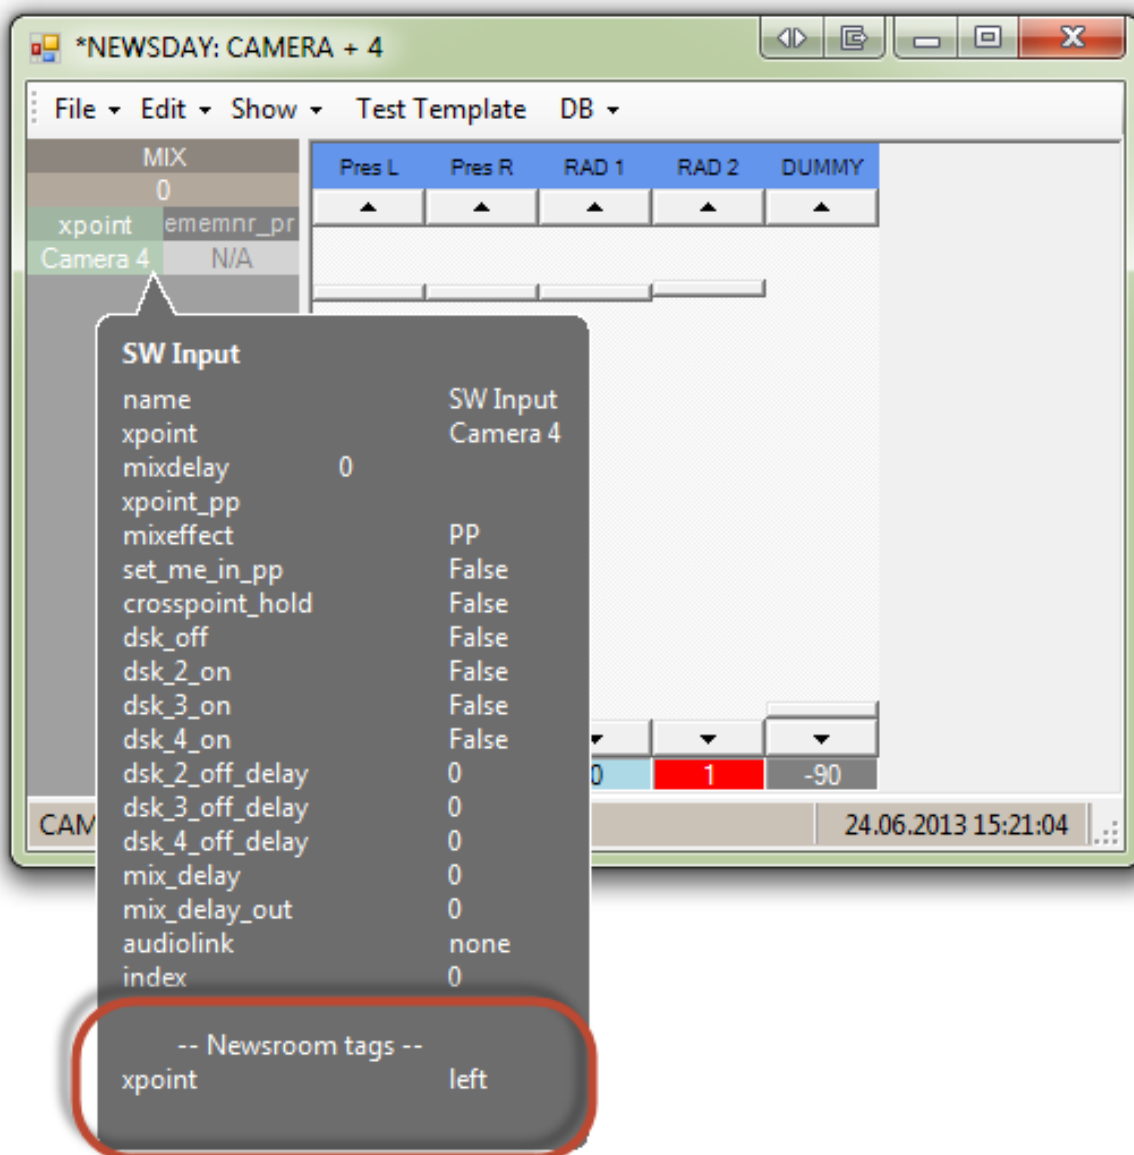 *NEWSDAY: CAMERA + 4
File Edit Show Test Template DB
MIX
0
xpoint ememnr_pr
Camera 4 N/A
Pres L Pres R RAD 1 RAD 2 DUMMY
SW Input
name SW Input
xpoint Camera 4
mixdelay 0
xpoint_pp
mixeffect PP
set_me_in_pp False
crosspoint_hold False
dsk_off False
dsk_2_on False
dsk_3_on False
dsk_4_on False
dsk_2_off_delay 0
dsk_3_off_delay 0
dsk_4_off_delay 0
mix_delay 0
mix_delay_out 0
audiolink none
index 0
-- Newsroom tags --
xpoint left
0 1 -90
CAM 24.06.2013 15:21:04